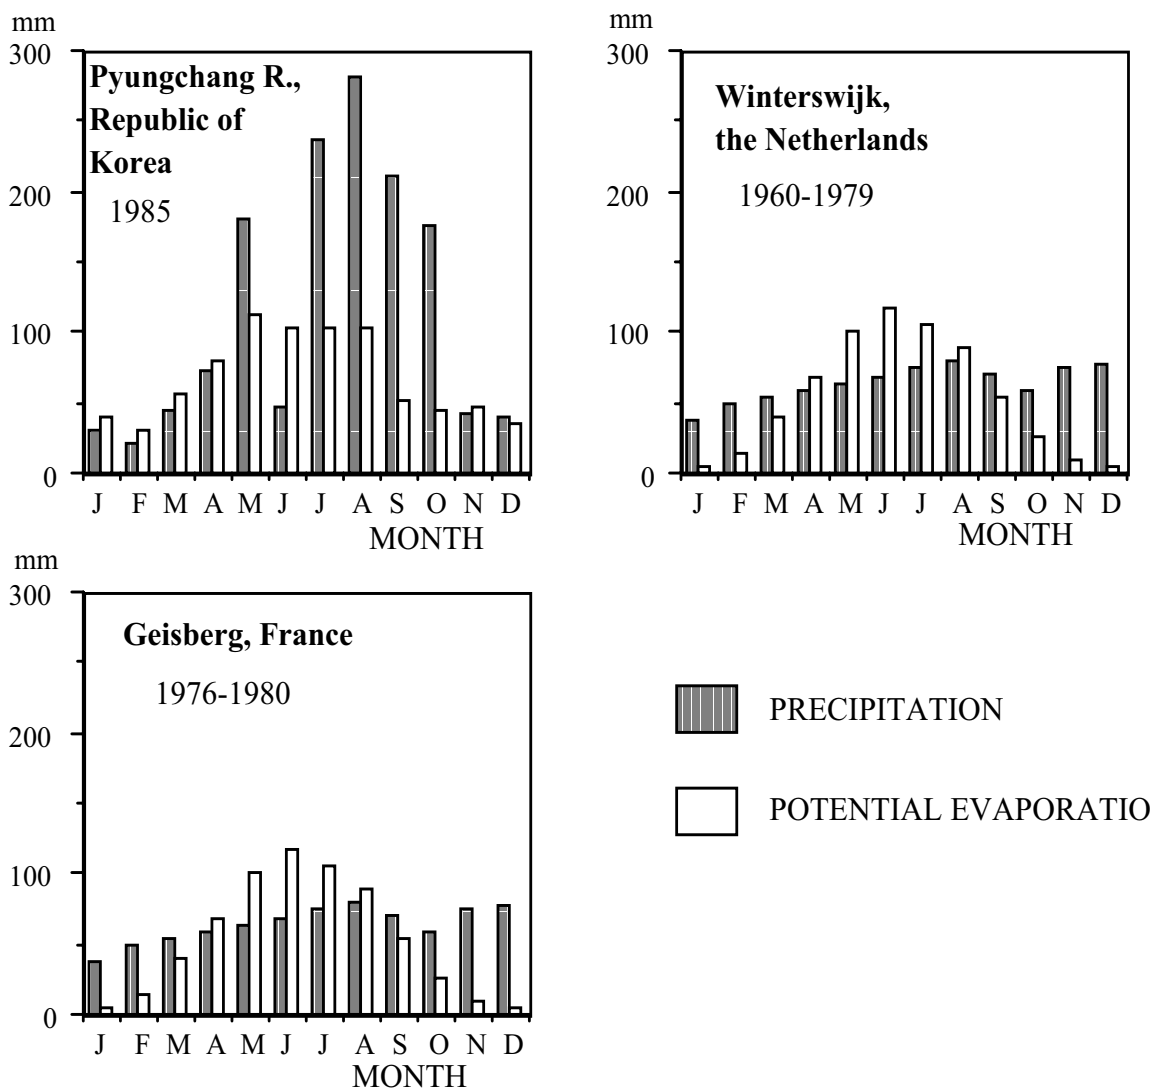 mm
300
200
100
0
Pyungchang R.,
Republic of
Korea
1985
J F M A M J J A S O N D
MONTH
mm
300
200
100
0
Winterswijk,
the Netherlands
1960-1979
J F M A M J J A S O N D
MONTH
mm
300
200
100
0
Geisberg, France
1976-1980
J F M A M J J A S O N D
MONTH
PRECIPITATION
POTENTIAL EVAPORATIO